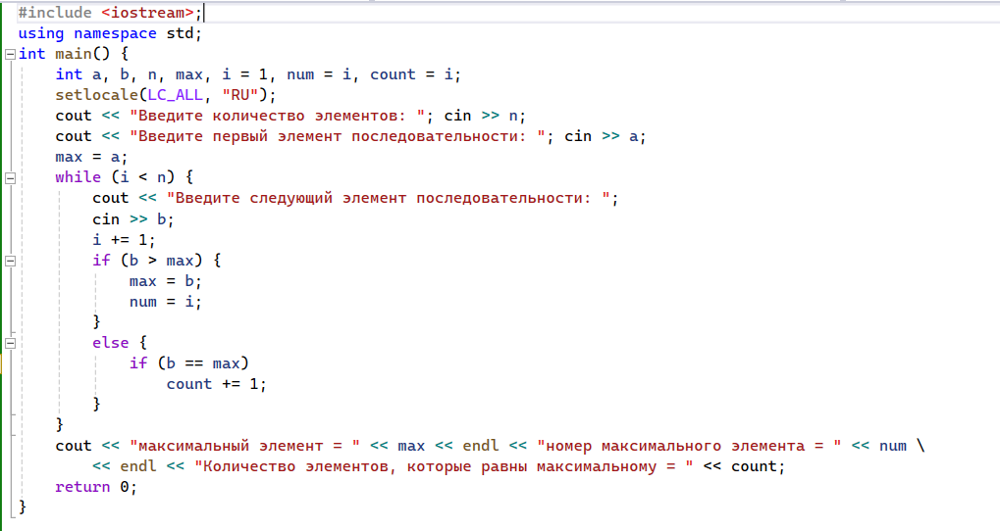 #include <iostream>;
using namespace std;
int main() {
    int a, b, n, max, i = 1, num = i, count = i;
    setlocale(LC_ALL, "RU");
    cout << "Введите количество элементов: "; cin >> n;
    cout << "Введите первый элемент последовательности: "; cin >> a;
    max = a;
    while (i < n) {
        cout << "Введите следующий элемент последовательности: ";
        cin >> b;
        i += 1;
        if (b > max) {
            max = b;
            num = i;
        }
        else {
            if (b == max)
                count += 1;
        }
    }
    cout << "максимальный элемент = " << max << endl << "номер максимального элемента = " << num \
        << endl << "Количество элементов, которые равны максимальному = " << count;
    return 0;
}